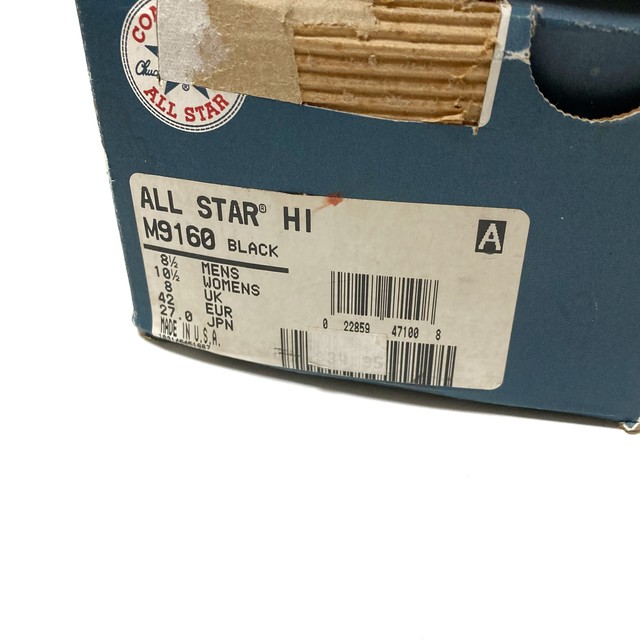 Chuc
ALL STAR
ALL STAR® HI
M9160 BLACK
8½ MENS
10½ WOMENS
8 UK
42 EUR
27.0 JPN
MADE IN U.S.A.
A
0 22859 47100 8